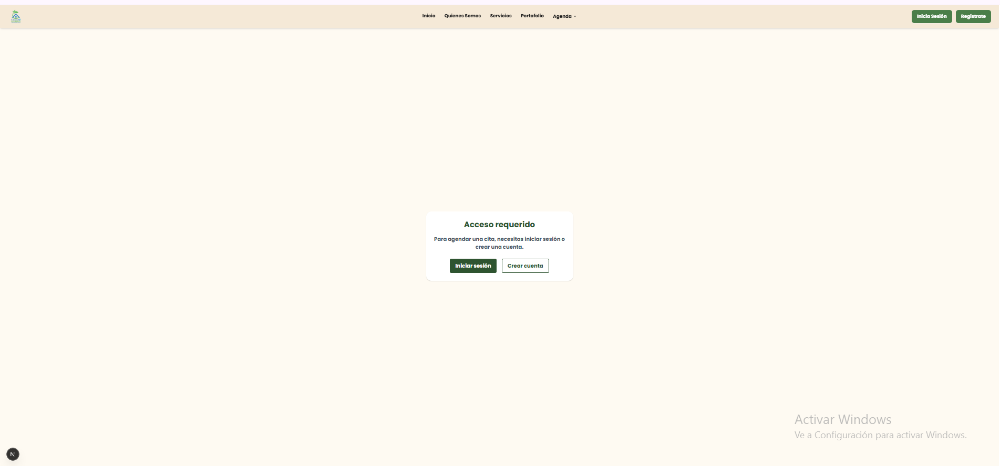 Inicio
Quienes Somos
Servicios
Portafolio
Agenda
Inicia Sesión
Regístrate
Acceso requerido
Para agendar una cita, necesitas iniciar sesión o
crear una cuenta.
Iniciar sesión
Crear cuenta
Activar Windows
Ve a Configuración para activar Windows.
N